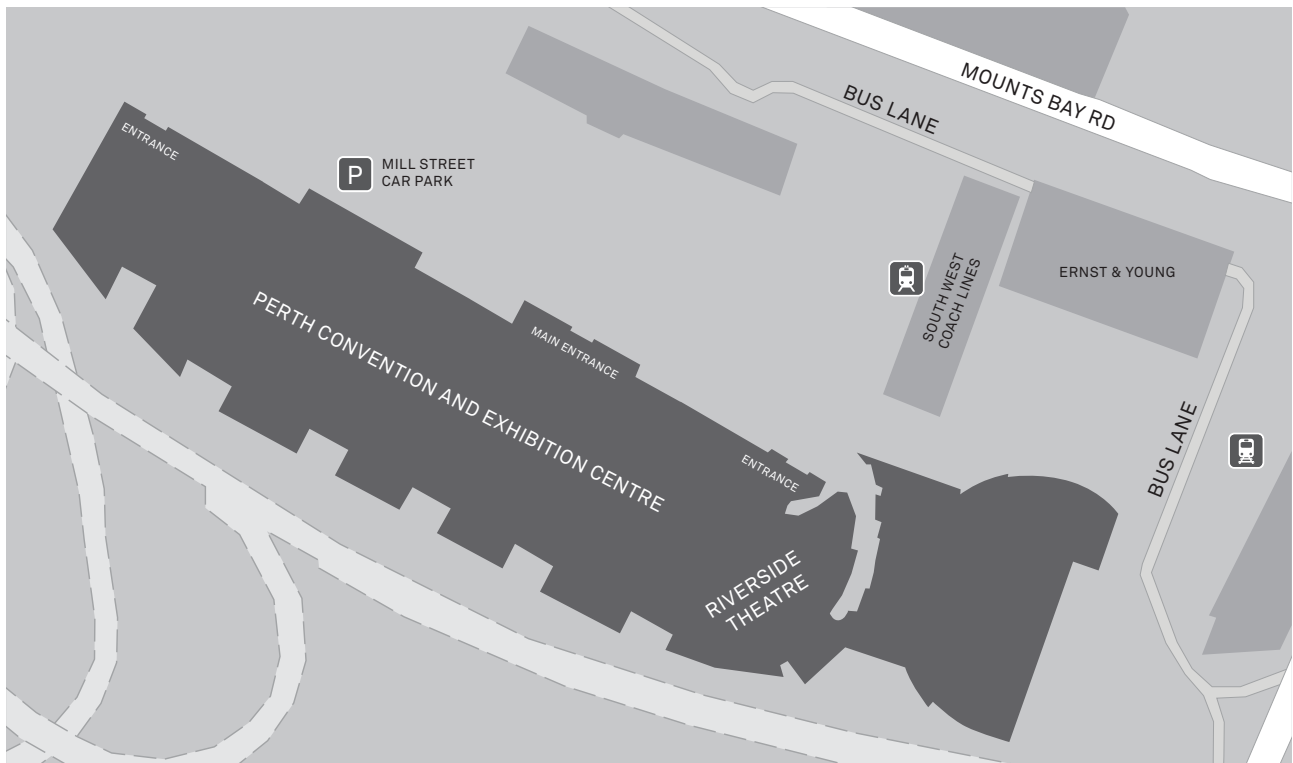 MOUNTS BAY RD
BUS LANE
ENTRANCE
P
MILL STREET
CAR PARK
SOUTH WEST
COACH LINES
ERNST & YOUNG
PERTH CONVENTION AND EXHIBITION CENTRE
MAIN ENTRANCE
BUS LANE
ENTRANCE
RIVERSIDE
THEATRE